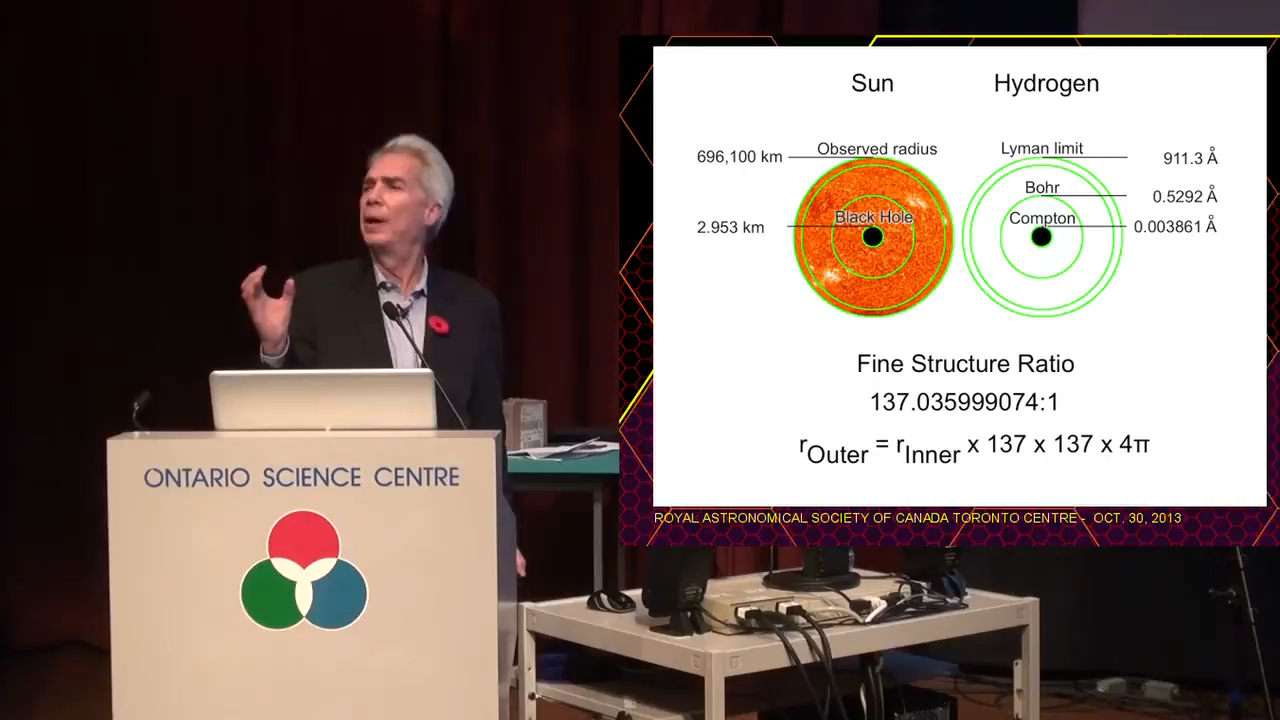 Sun Hydrogen
696,100 km Observed radius Lyman limit 911.3 Å
Bohr 0.5292 Å
2.953 km Black Hole Compton 0.003861 Å
Fine Structure Ratio
137.035999074:1
rOuter = rInner x 137 x 137 x 4π
ROYAL ASTRONOMICAL SOCIETY OF CANADA TORONTO CENTRE - OCT. 30, 2013
ONTARIO SCIENCE CENTRE